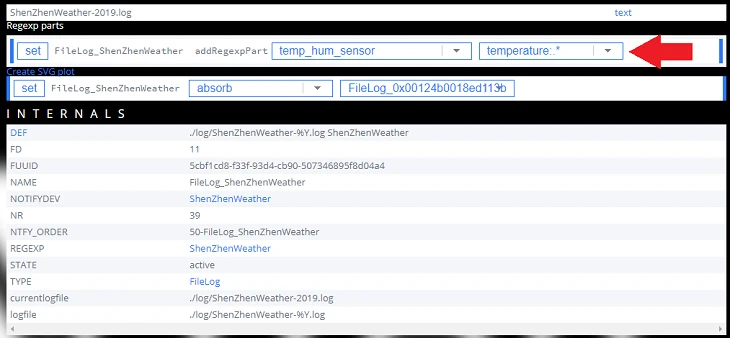 ShenZhenWeather-2019.log text
Regexp parts
set FileLog_ShenZhenWeather addRegexpPart temp_hum_sensor temperature:.*
Create SVG plot
set FileLog_ShenZhenWeather absorb FileLog_0x00124b0018ed113b
INTERNALS
DEF ./log/ShenZhenWeather-%Y.log ShenZhenWeather
FD 11
FUUID 5cbf1cd8-f33f-93d4-cb90-507346895f8d04a4
NAME FileLog_ShenZhenWeather
NOTIFYDEV ShenZhenWeather
NR 39
NTFY_ORDER 50-FileLog_ShenZhenWeather
REGEXP ShenZhenWeather
STATE active
TYPE FileLog
currentlogfile ./log/ShenZhenWeather-2019.log
logfile ./log/ShenZhenWeather-%Y.log